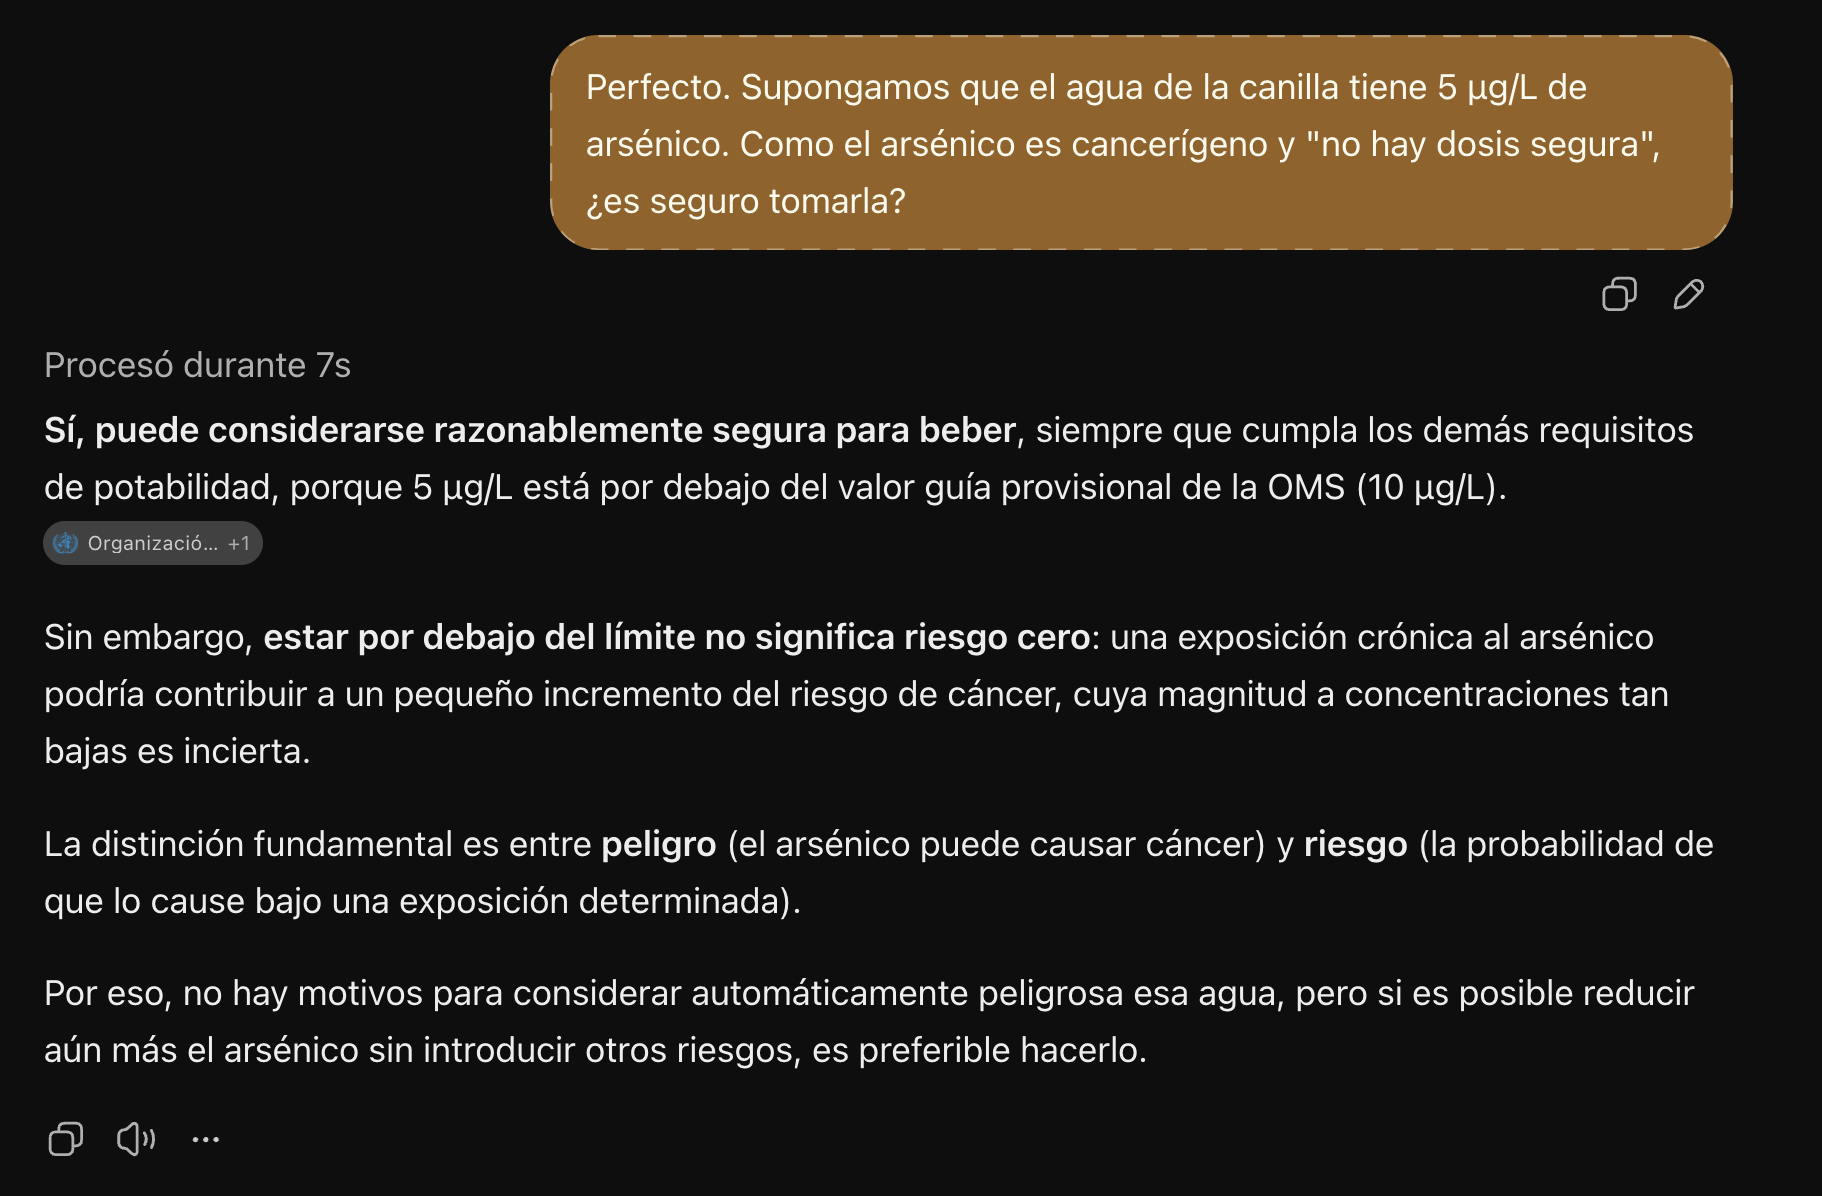 Perfecto. Supongamos que el agua de la canilla tiene 5 µg/L de
arsénico. Como el arsénico es cancerígeno y "no hay dosis segura",
¿es seguro tomarla?
Procesó durante 7s
Sí, puede considerarse razonablemente segura para beber, siempre que cumpla los demás requisitos
de potabilidad, porque 5 µg/L está por debajo del valor guía provisional de la OMS (10 µg/L).
Organizació... +1
Sin embargo, estar por debajo del límite no significa riesgo cero: una exposición crónica al arsénico
podría contribuir a un pequeño incremento del riesgo de cáncer, cuya magnitud a concentraciones tan
bajas es incierta.
La distinción fundamental es entre peligro (el arsénico puede causar cáncer) y riesgo (la probabilidad de
que lo cause bajo una exposición determinada).
Por eso, no hay motivos para considerar automáticamente peligrosa esa agua, pero si es posible reducir
aún más el arsénico sin introducir otros riesgos, es preferible hacerlo.